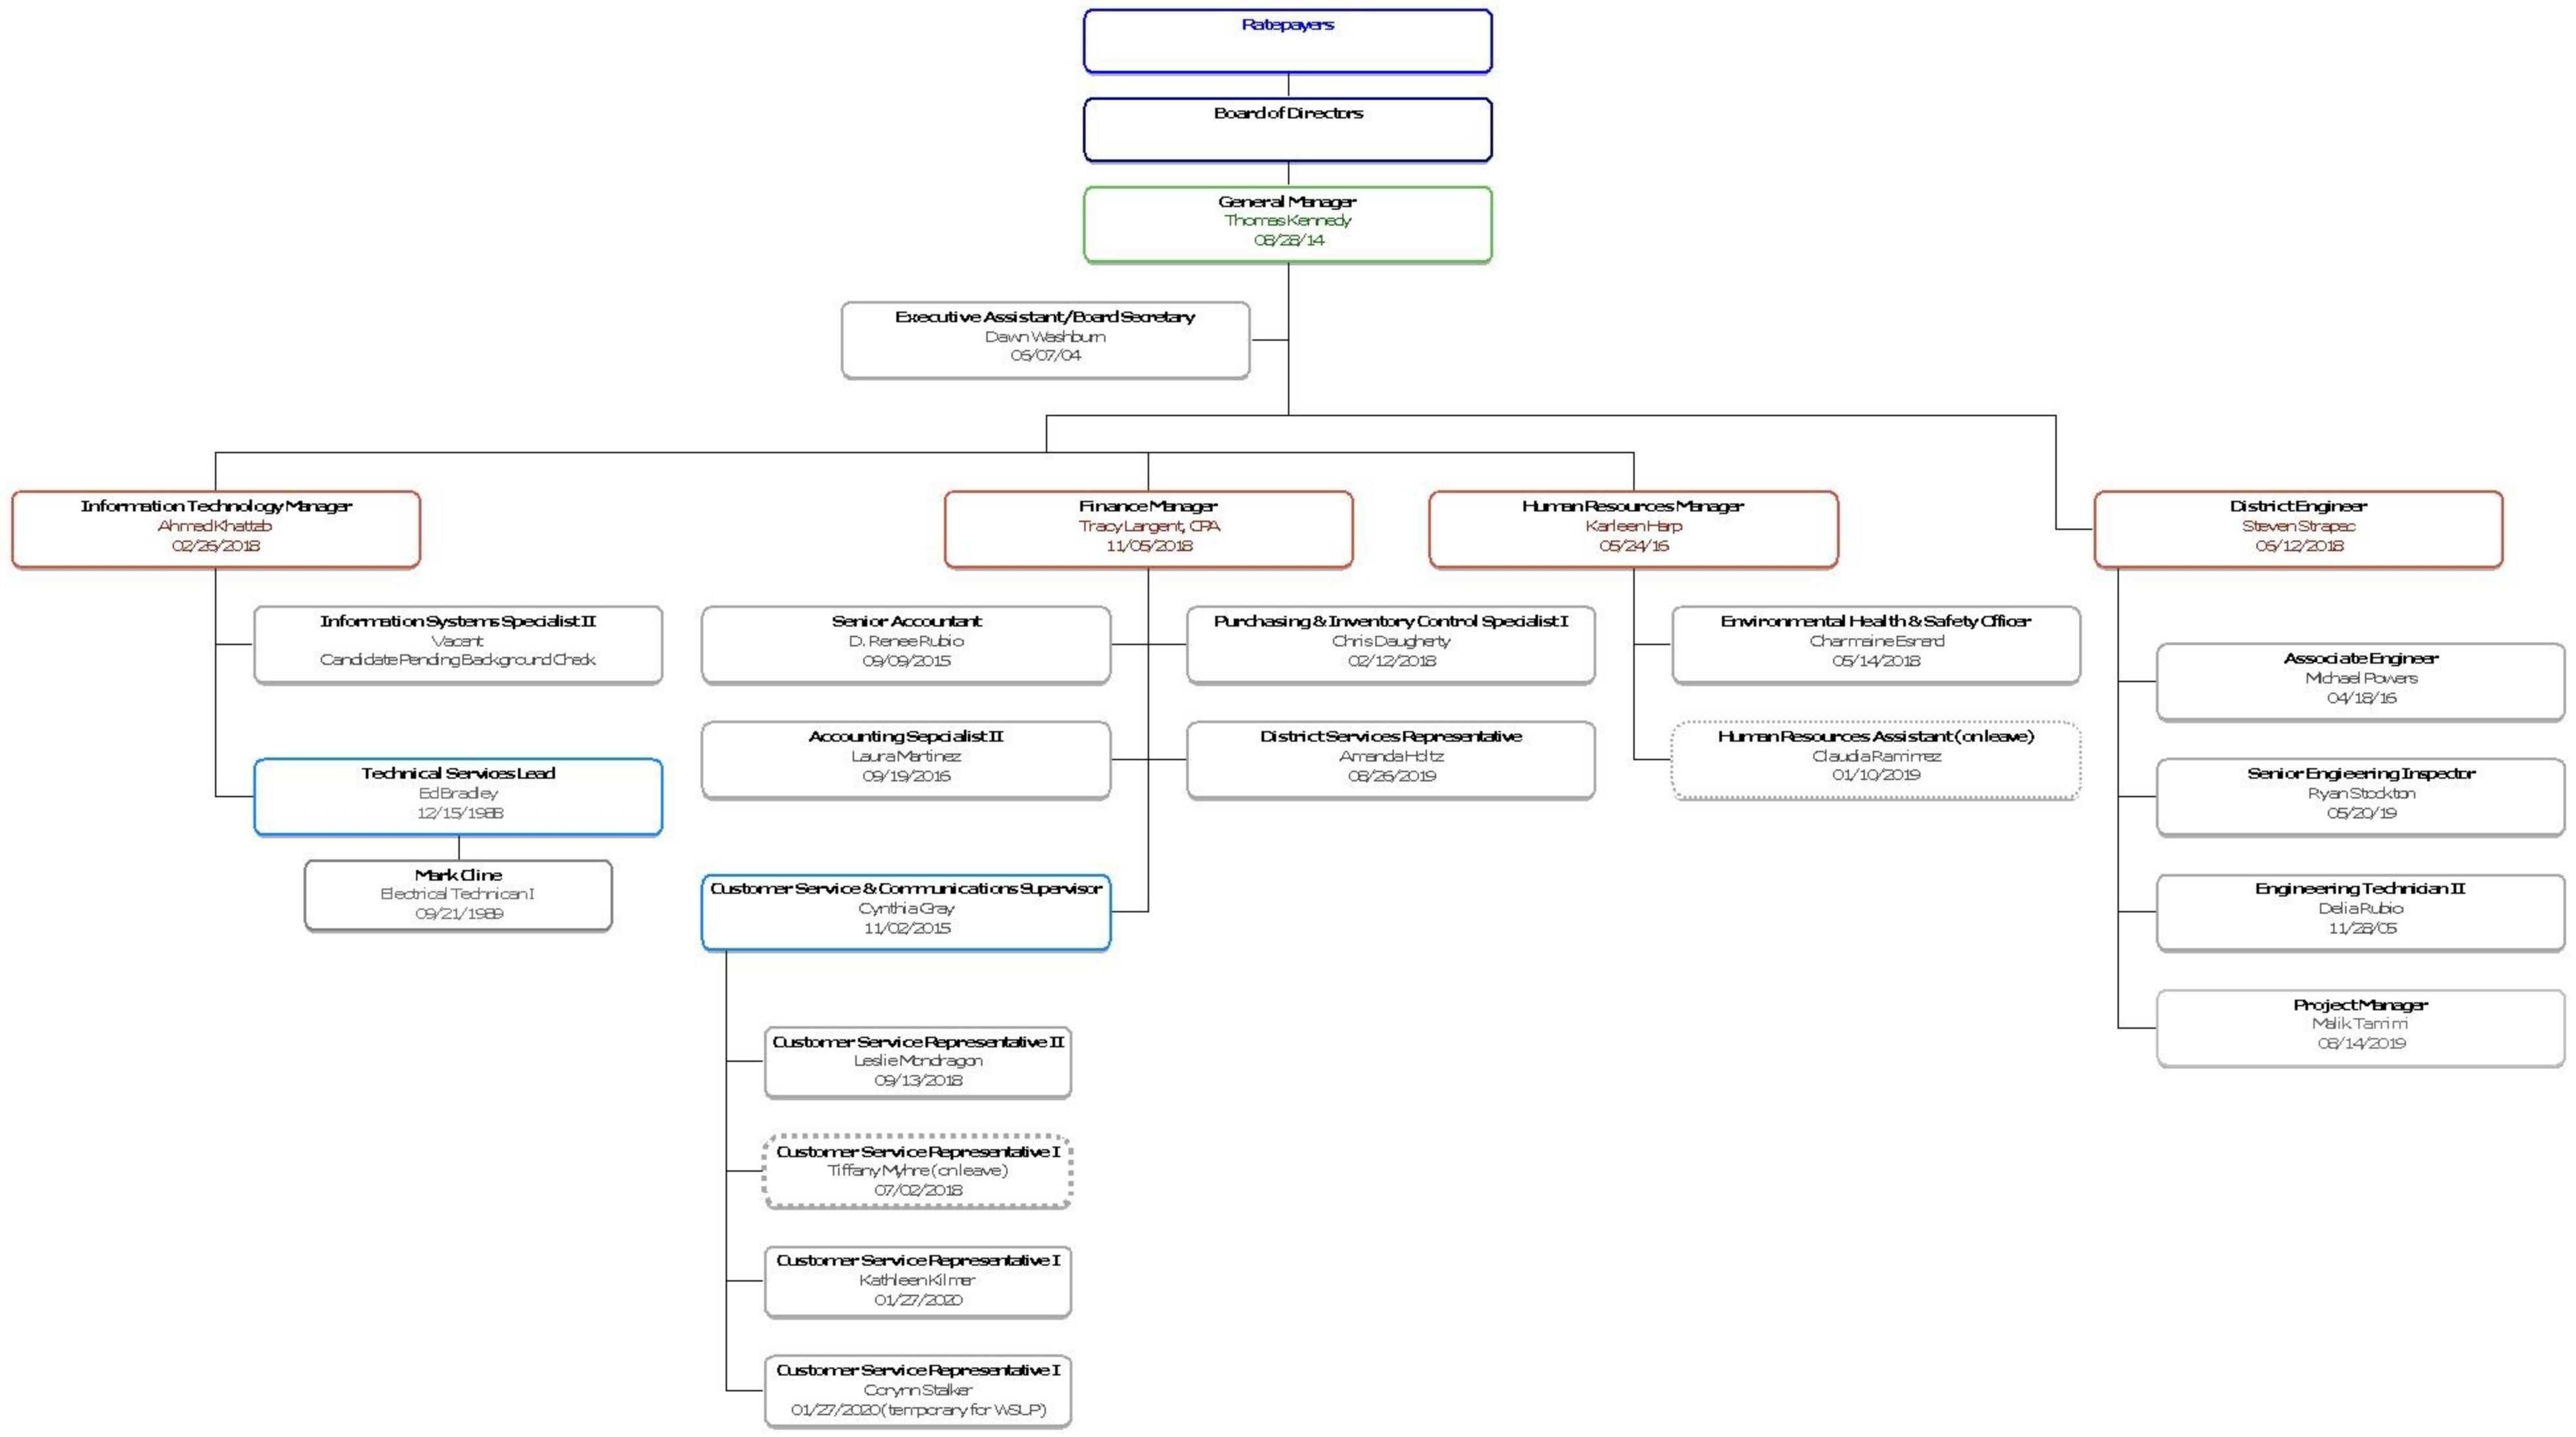 Ratepayers
Board of Directors
General Manager
Thomas Kennedy
08/28/14
Executive Assistant/Board Secretary
Dawn Washburn
06/07/04
Information Technology Manager
Ahmed Khattab
02/26/2018
Finance Manager
Tracy Largent, CPA
11/05/2018
Human Resources Manager
Karleen Harp
05/24/16
District Engineer
Steven Strapac
06/12/2018
Information Systems Specialist II
Vacant
Candidate Pending Background Check
Technical Services Lead
Ed Bradley
12/15/1988
Mark Cline
Electrical Technican I
09/21/1989
Senior Accountant
D. Renee Rubio
09/09/2015
Purchasing & Inventory Control Specialist I
Chris Daugherty
02/12/2018
Accounting Sepcialist II
Laura Martinez
09/19/2016
District Services Representative
Amanda Holtz
08/26/2019
Customer Service & Communications Supervisor
Cynthia Gray
11/02/2015
Customer Service Representative II
Leslie Mondragon
09/13/2018
Customer Service Representative I
Tiffany Myhre (on leave)
07/02/2018
Customer Service Representative I
Kathleen Kilmer
01/27/2020
Customer Service Representative I
Corynn Stalker
01/27/2020 (temporary for WSLP)
Environmental Health & Safety Officer
Charmaine Esnard
05/14/2018
Human Resources Assistant (on leave)
Claudia Ramirmez
01/10/2019
Associate Engineer
Michael Powers
04/18/16
Senior Engieering Inspector
Ryan Stockton
05/20/19
Engineering Technician II
Delia Rubio
11/28/05
Project Manager
Malik Tamimi
08/14/2019